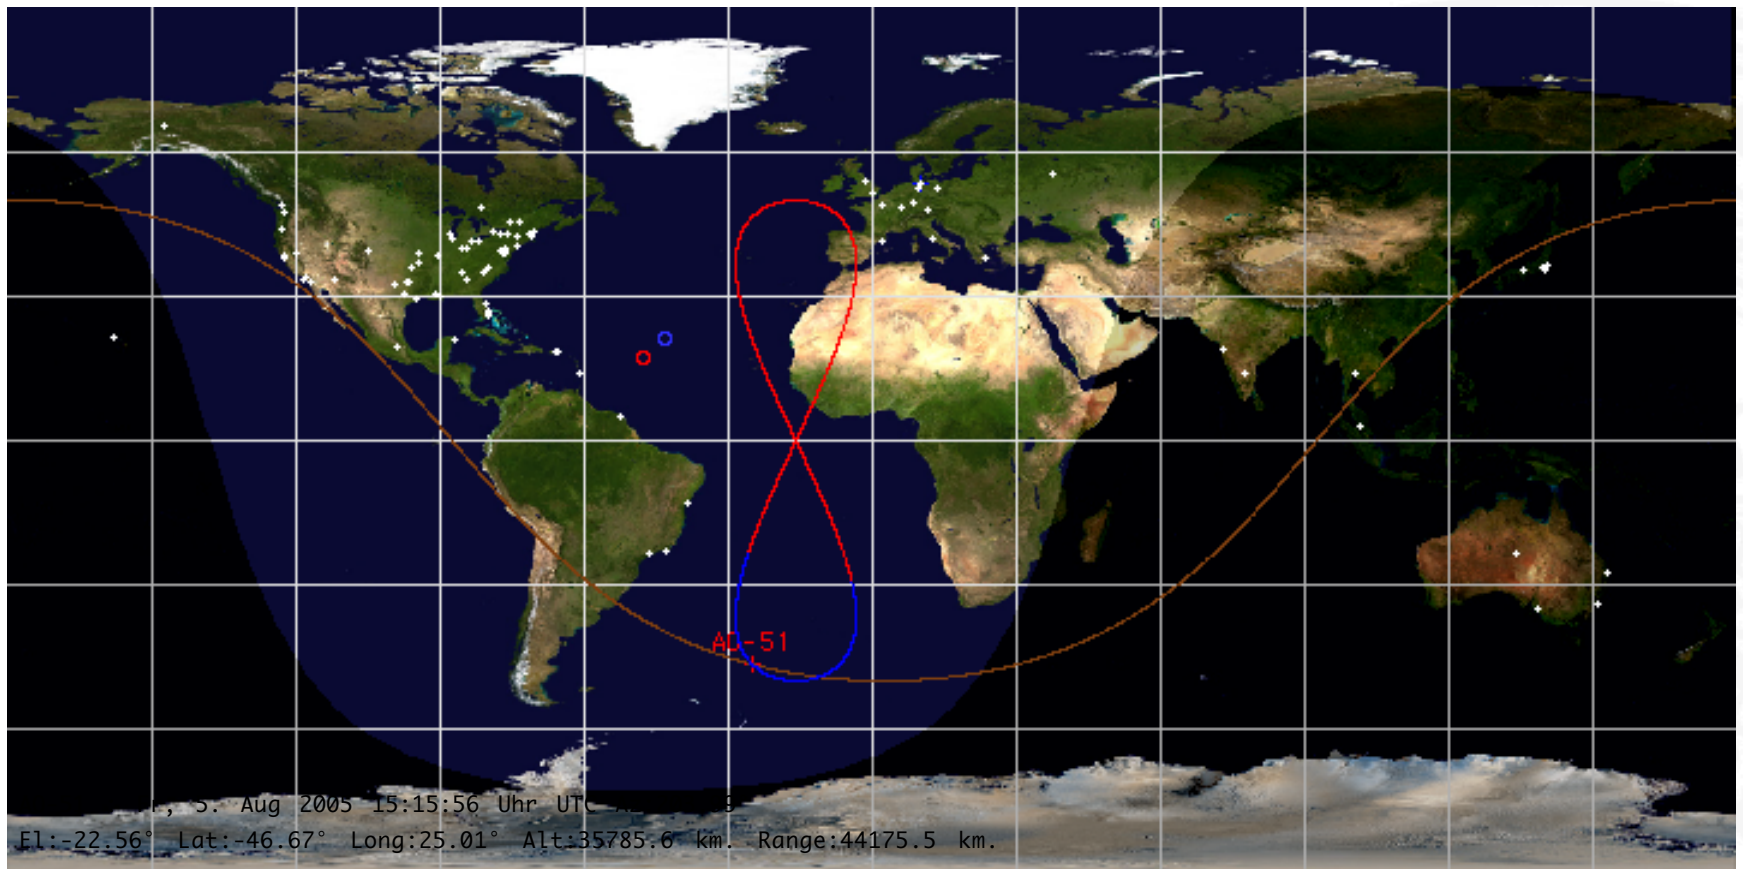 AO-51
, 5. Aug 2005 15:15:56 Uhr UTC
El:-22.56° Lat:-46.67° Long:25.01° Alt:35785.6 km. Range:44175.5 km.